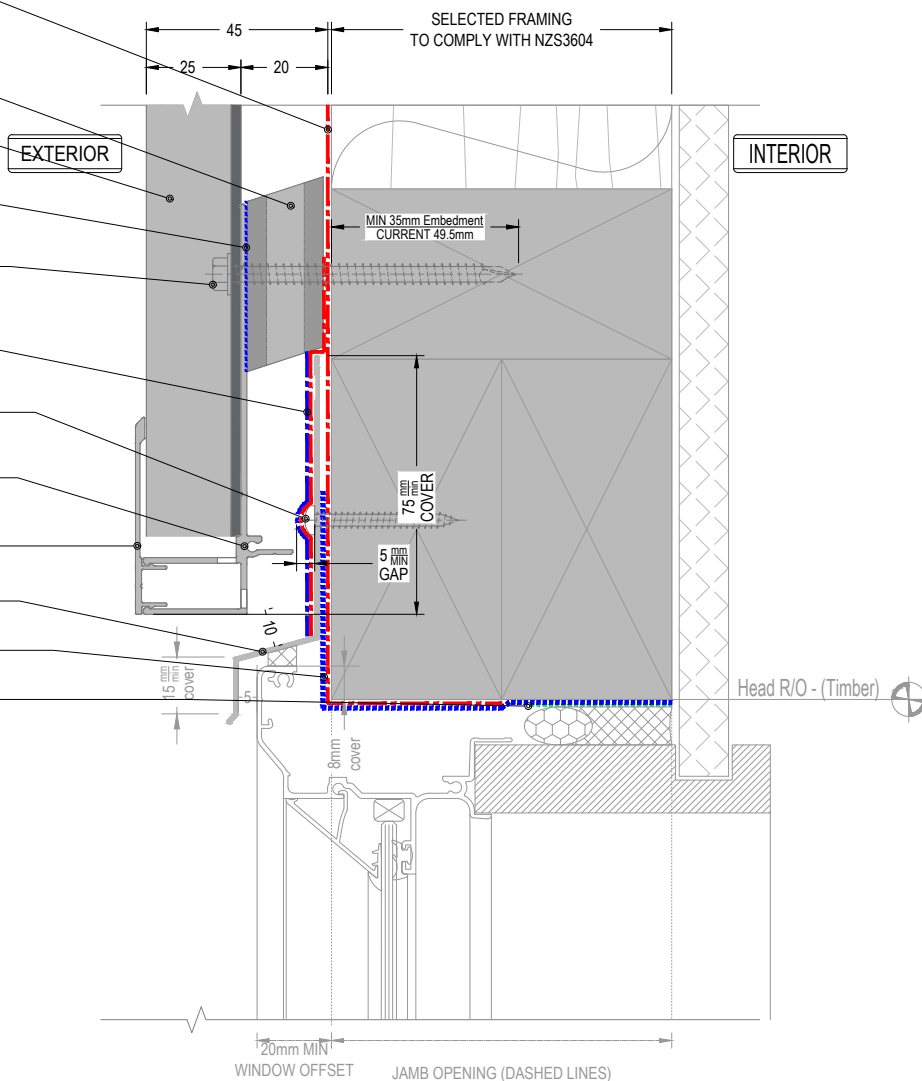 SELECTED FRAMING
TO COMPLY WITH NZS3604
45
25
20
EXTERIOR
INTERIOR
MIN 35mm Embedment
CURRENT 49.5mm
75 mm min
COVER
5 mm MIN
GAP
10
15 mm min
cover
5
8mm
cover
Head R/O - (Timber)
20mm MIN
WINDOW OFFSET
JAMB OPENING (DASHED LINES)